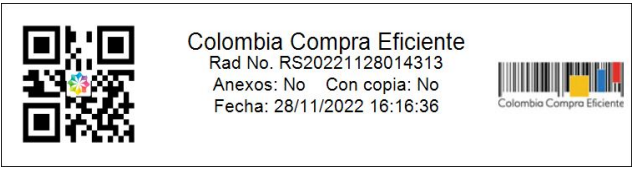 Colombia Compra Eficiente
Rad No. RS20221128014313
Anexos: No Con copia: No
Fecha: 28/11/2022 16:16:36
Colombia Compra Eficiente